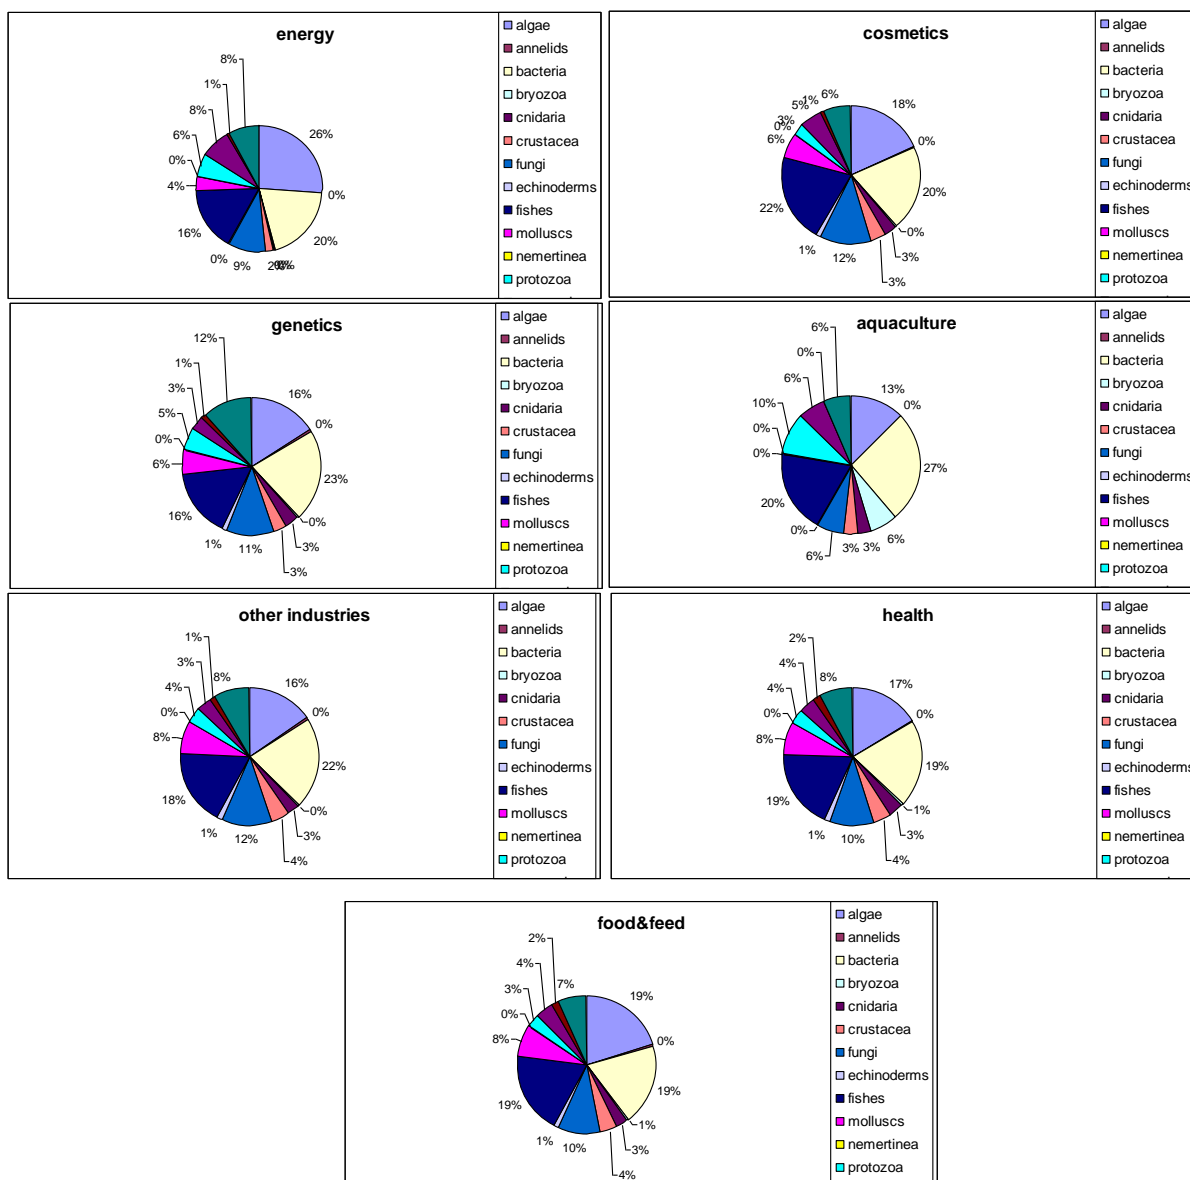 energy
8%
1%
8%
6%
0%
4%
16%
0%
9%
2%
20%
0%
26%
algae
annelids
bacteria
bryozoa
cnidaria
crustacea
fungi
echinoderms
fishes
molluscs
nemertinea
protozoa
cosmetics
6%
1%
5%
3%
0%
6%
22%
1%
12%
3%
3%
0%
20%
0%
18%
algae
annelids
bacteria
bryozoa
cnidaria
crustacea
fungi
echinoderms
fishes
molluscs
nemertinea
protozoa
genetics
12%
1%
3%
5%
0%
6%
16%
1%
11%
3%
3%
0%
23%
0%
16%
algae
annelids
bacteria
bryozoa
cnidaria
crustacea
fungi
echinoderms
fishes
molluscs
nemertinea
protozoa
aquaculture
6%
0%
6%
10%
0%
0%
20%
0%
6%
3%
3%
6%
27%
0%
13%
algae
annelids
bacteria
bryozoa
cnidaria
crustacea
fungi
echinoderms
fishes
molluscs
nemertinea
protozoa
other industries
1%
3%
8%
4%
0%
8%
18%
1%
12%
4%
3%
0%
22%
0%
16%
algae
annelids
bacteria
bryozoa
cnidaria
crustacea
fungi
echinoderms
fishes
molluscs
nemertinea
protozoa
health
2%
4%
8%
4%
0%
8%
19%
1%
10%
4%
3%
1%
19%
0%
17%
algae
annelids
bacteria
bryozoa
cnidaria
crustacea
fungi
echinoderms
fishes
molluscs
nemertinea
protozoa
food&feed
2%
4%
7%
3%
0%
8%
19%
1%
10%
4%
3%
1%
19%
0%
19%
algae
annelids
bacteria
bryozoa
cnidaria
crustacea
fungi
echinoderms
fishes
molluscs
nemertinea
protozoa